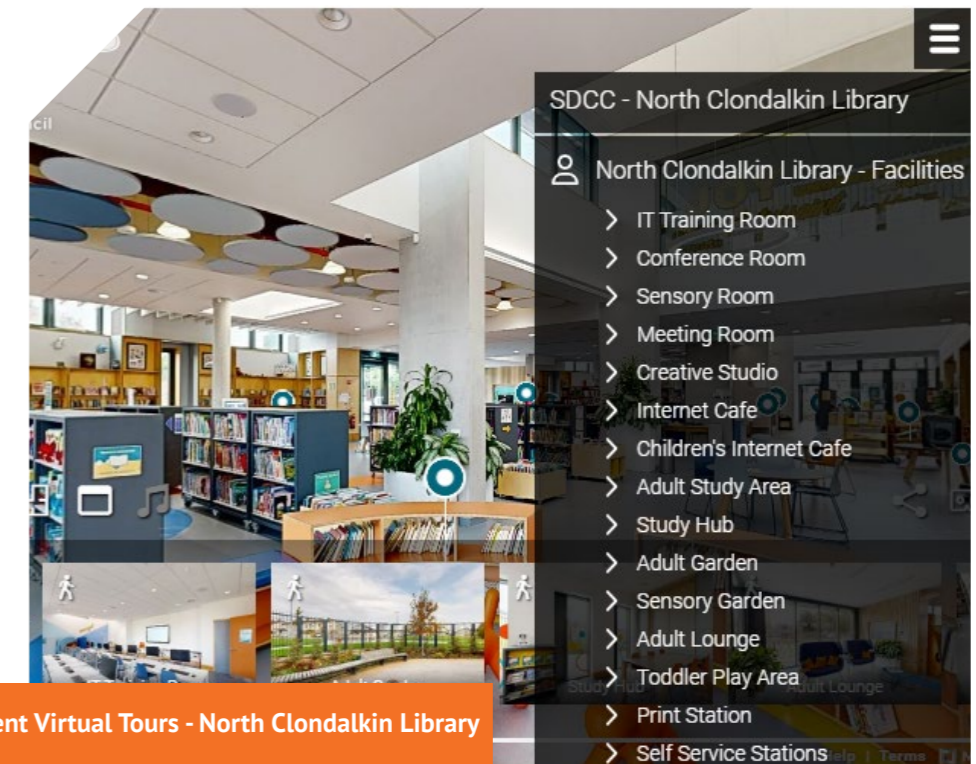 SDCC - North Clondalkin Library
North Clondalkin Library - Facilities
IT Training Room
Conference Room
Sensory Room
Meeting Room
Creative Studio
Internet Cafe
Children's Internet Cafe
Adult Study Area
Study Hub
Adult Garden
Sensory Garden
Adult Lounge
Toddler Play Area
Print Station
Self Service Stations
Study Hub
Adult Lounge
Help | Terms
Virtual Tours - North Clondalkin Library